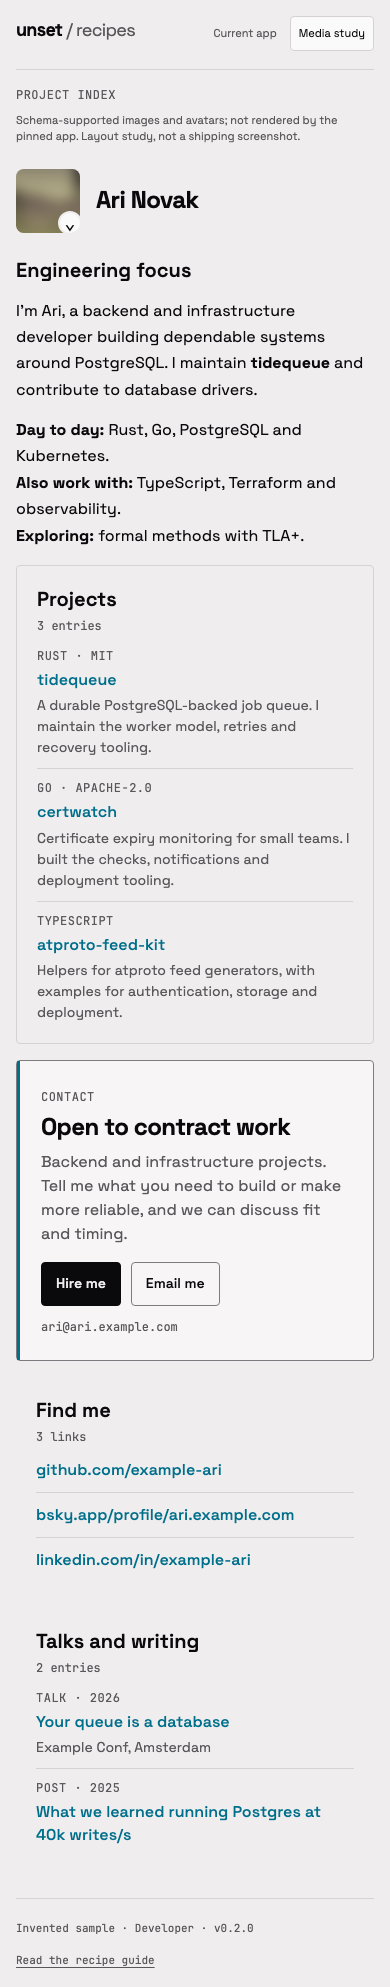 unset / recipes
Current app
Media study
PROJECT INDEX
Schema-supported images and avatars; not rendered by the
pinned app. Layout study, not a shipping screenshot.
Ari Novak
Engineering focus
I'm Ari, a backend and infrastructure
developer building dependable systems
around PostgreSQL. I maintain tidequeue and
contribute to database drivers.
Day to day: Rust, Go, PostgreSQL and
Kubernetes.
Also work with: TypeScript, Terraform and
observability.
Exploring: formal methods with TLA+.
Projects
3 entries
RUST · MIT
tidequeue
A durable PostgreSQL-backed job queue. I
maintain the worker model, retries and
recovery tooling.
GO · APACHE-2.0
certwatch
Certificate expiry monitoring for small teams. I
built the checks, notifications and
deployment tooling.
TYPESCRIPT
atproto-feed-kit
Helpers for atproto feed generators, with
examples for authentication, storage and
deployment.
CONTACT
Open to contract work
Backend and infrastructure projects.
Tell me what you need to build or make
more reliable, and we can discuss fit
and timing.
Hire me
Email me
ari@ari.example.com
Find me
3 links
github.com/example-ari
bsky.app/profile/ari.example.com
linkedin.com/in/example-ari
Talks and writing
2 entries
TALK · 2026
Your queue is a database
Example Conf, Amsterdam
POST · 2025
What we learned running Postgres at
40k writes/s
Invented sample · Developer · v0.2.0
Read the recipe guide